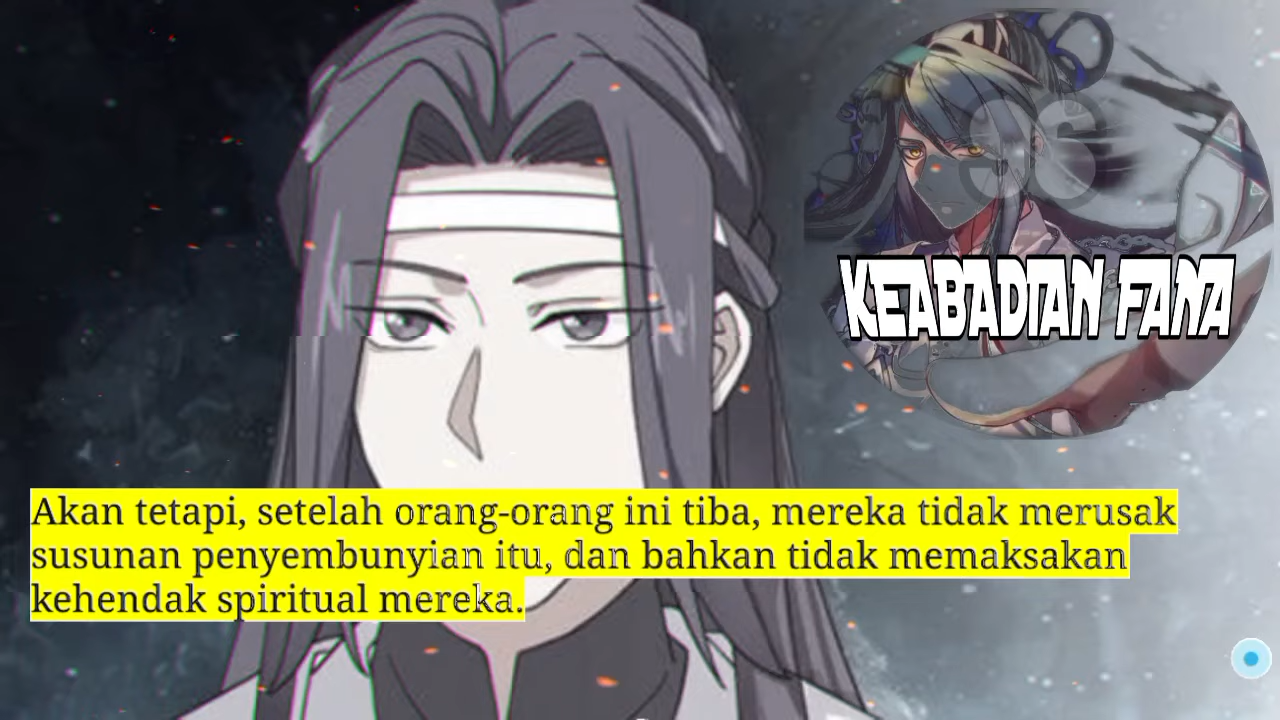 KEABADIAN FANA
Akan tetapi, setelah orang-orang ini tiba, mereka tidak merusak
susunan penyembunyian itu, dan bahkan tidak memaksakan
kehendak spiritual mereka.